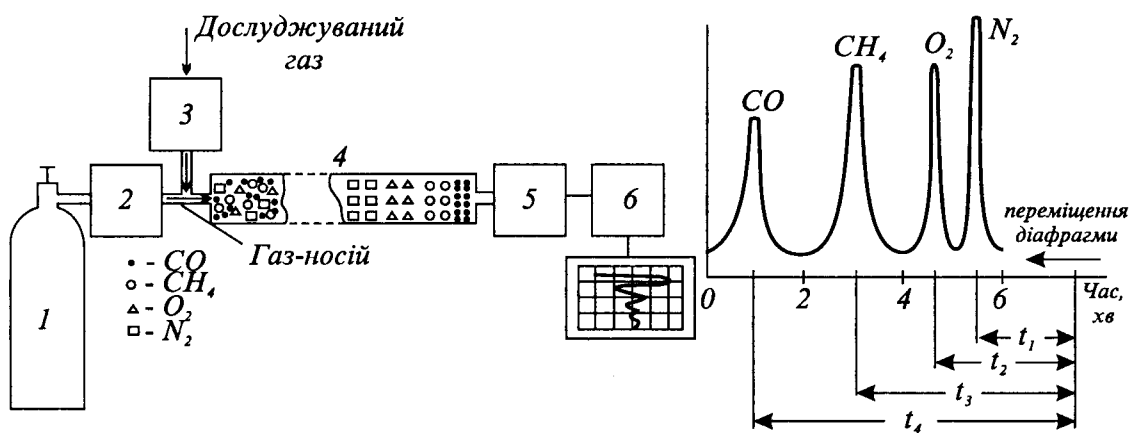 Дослуджуваний
газ
3
4
2
5
6
Газ-носій
1
• - CO
○ - CH₄
△ - O₂
□ - N₂
CO
CH₄
O₂
N₂
переміщення
діафрагми
0 2 4 6 Час,
хв
t₁
t₂
t₃
t₄